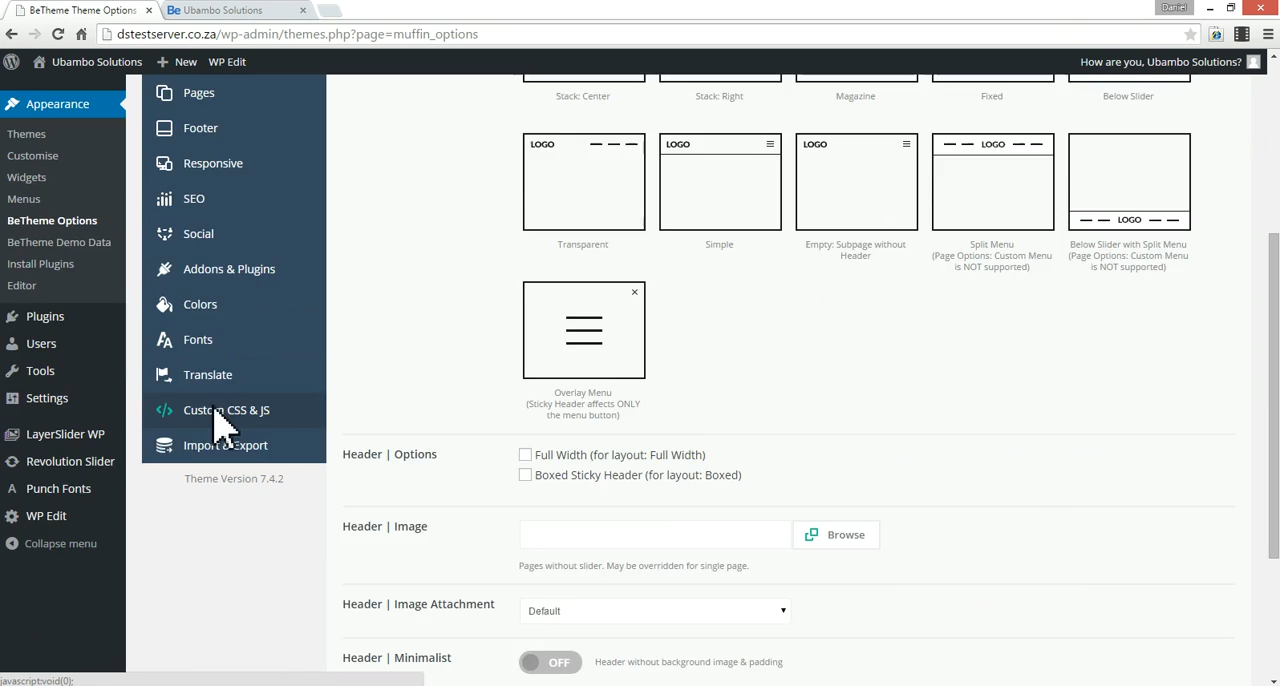 BeTheme Theme Options
Ubambo Solutions
Daniel
dstestserver.co.za/wp-admin/themes.php?page=muffin_options
Ubambo Solutions
New
WP Edit
How are you, Ubambo Solutions?
Appearance
Themes
Customise
Widgets
Menus
BeTheme Options
BeTheme Demo Data
Install Plugins
Editor
Plugins
Users
Tools
Settings
LayerSlider WP
Revolution Slider
Punch Fonts
WP Edit
Collapse menu
javascript:void(0);
Pages
Footer
Responsive
SEO
Social
Addons & Plugins
Colors
Fonts
Translate
Custom CSS & JS
Import & Export
Theme Version 7.4.2
Stack: Center
Stack: Right
Magazine
Fixed
Below Slider
LOGO
LOGO
LOGO
LOGO
LOGO
Transparent
Simple
Empty: Subpage without
Header
Split Menu
(Page Options: Custom Menu
is NOT supported)
Below Slider with Split Menu
(Page Options: Custom Menu
is NOT supported)
Overlay Menu
(Sticky Header affects ONLY
the menu button)
Header | Options
Full Width (for layout: Full Width)
Boxed Sticky Header (for layout: Boxed)
Header | Image
Browse
Pages without slider. May be overridden for single page.
Header | Image Attachment
Default
Header | Minimalist
OFF
Header without background image & padding